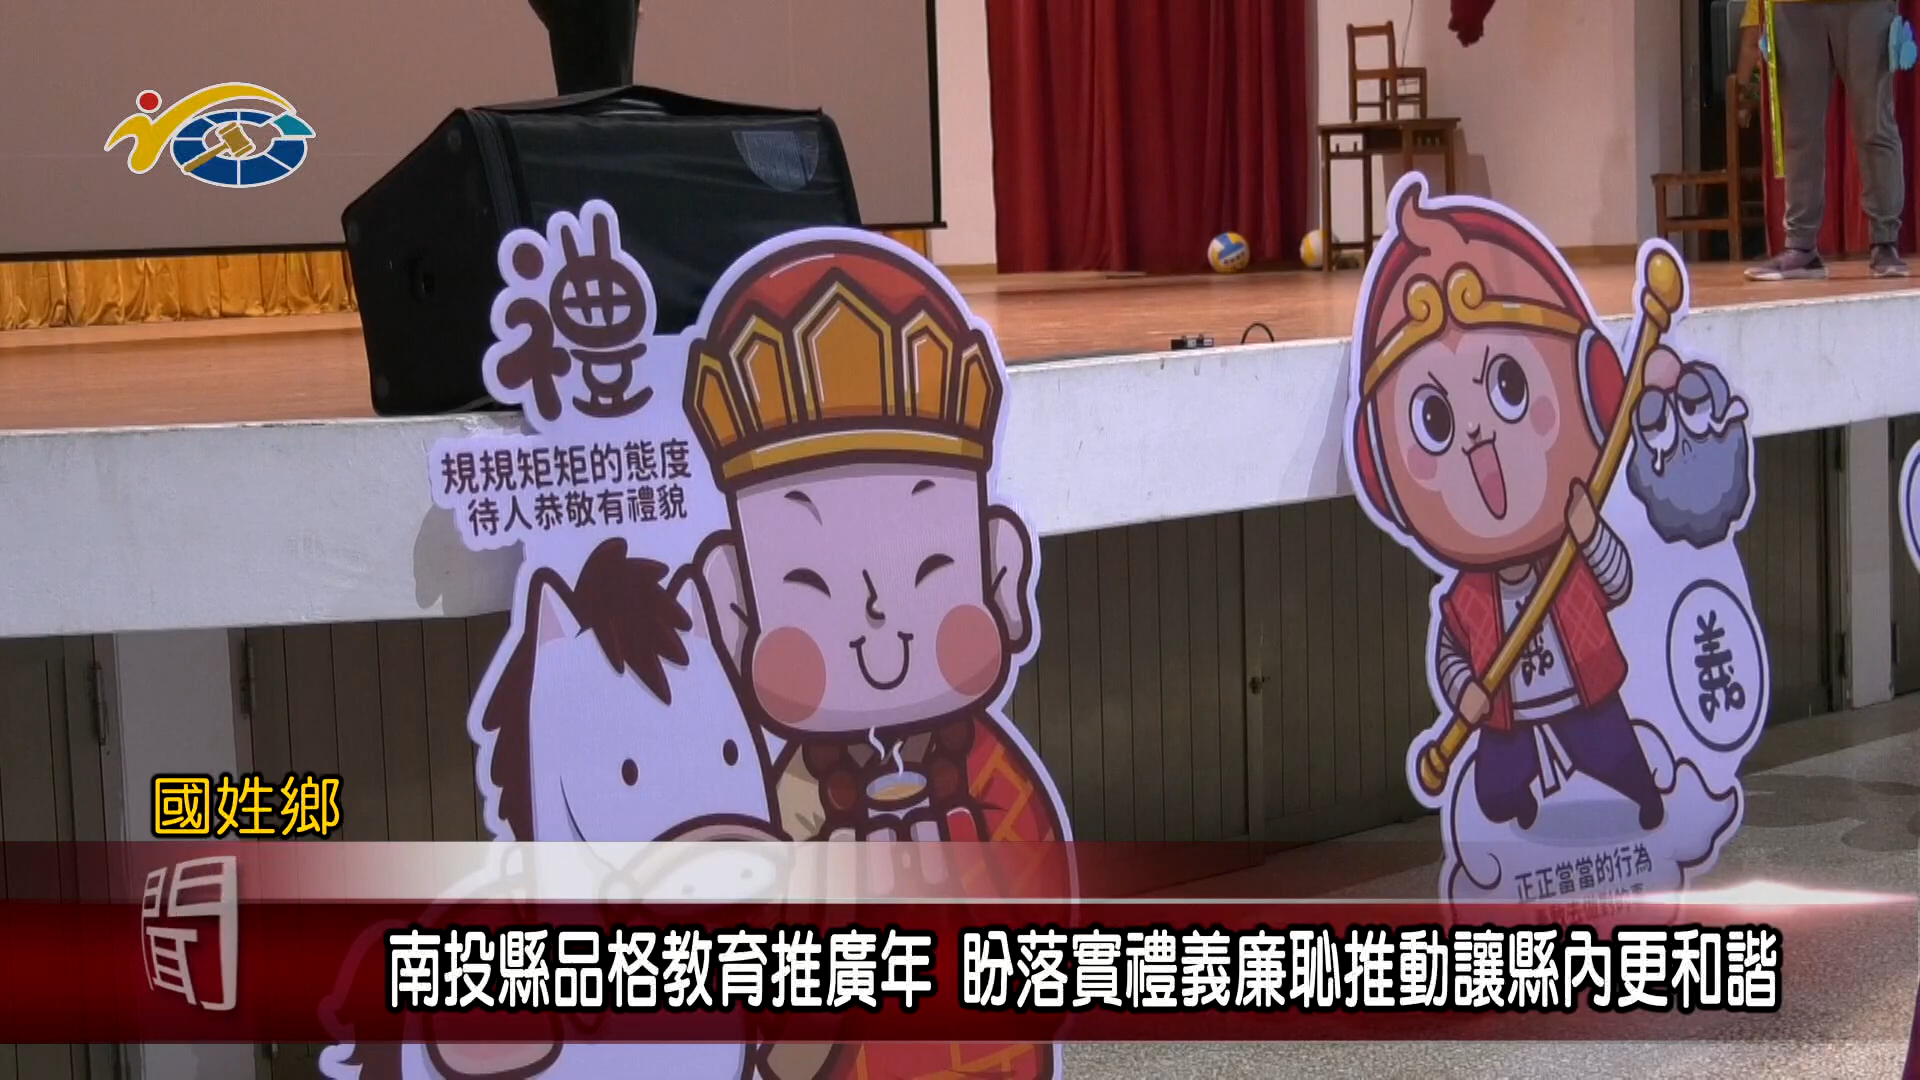 禮
規規矩矩的態度
待人恭敬有禮貌
義
義
正正當當的行為
國姓鄉
聞
南投縣品格教育推廣年 盼落實禮義廉恥推動讓縣內更和諧